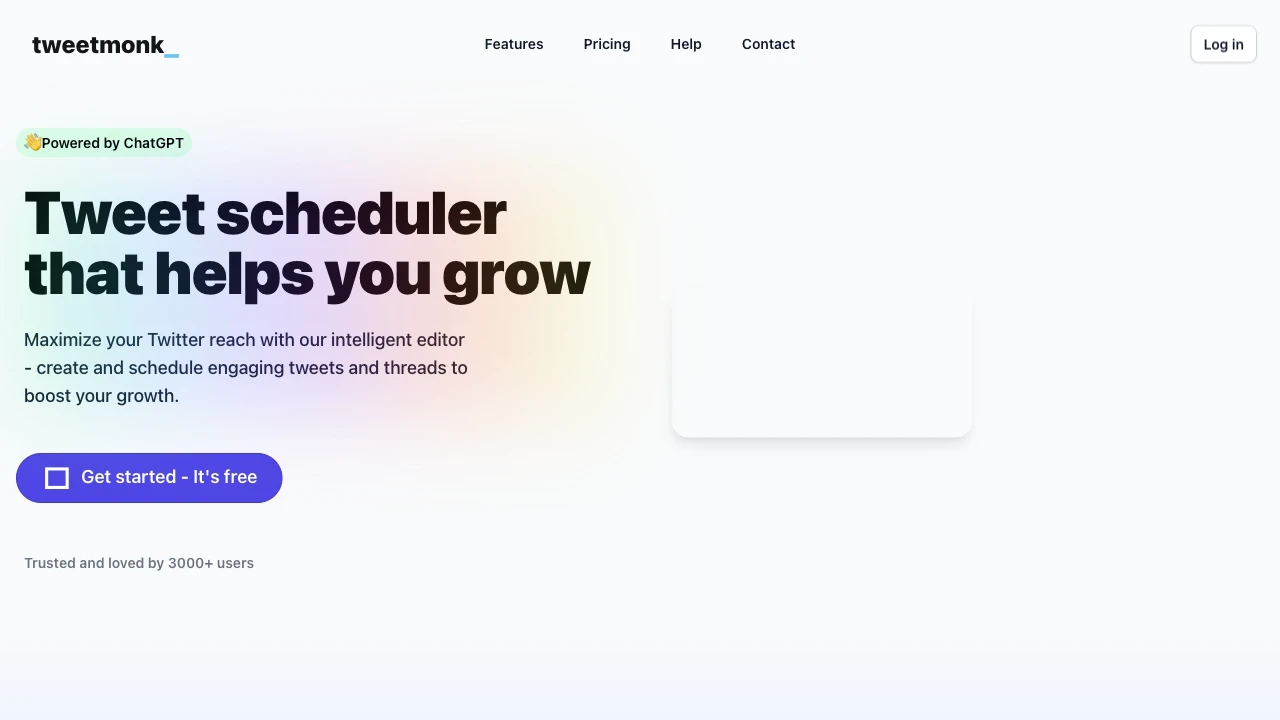 tweetmonk_
Features
Pricing
Help
Contact
Log in
👋Powered by ChatGPT
Tweet scheduler
that helps you grow
Maximize your Twitter reach with our intelligent editor
- create and schedule engaging tweets and threads to
boost your growth.
Get started - It's free
Trusted and loved by 3000+ users